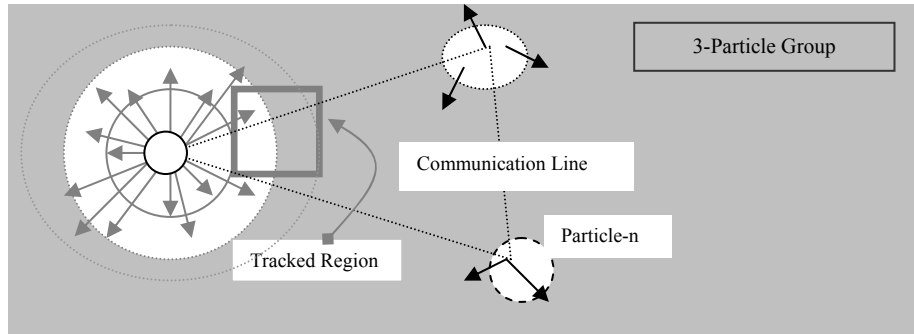 3-Particle Group
Communication Line
Particle-n
Tracked Region